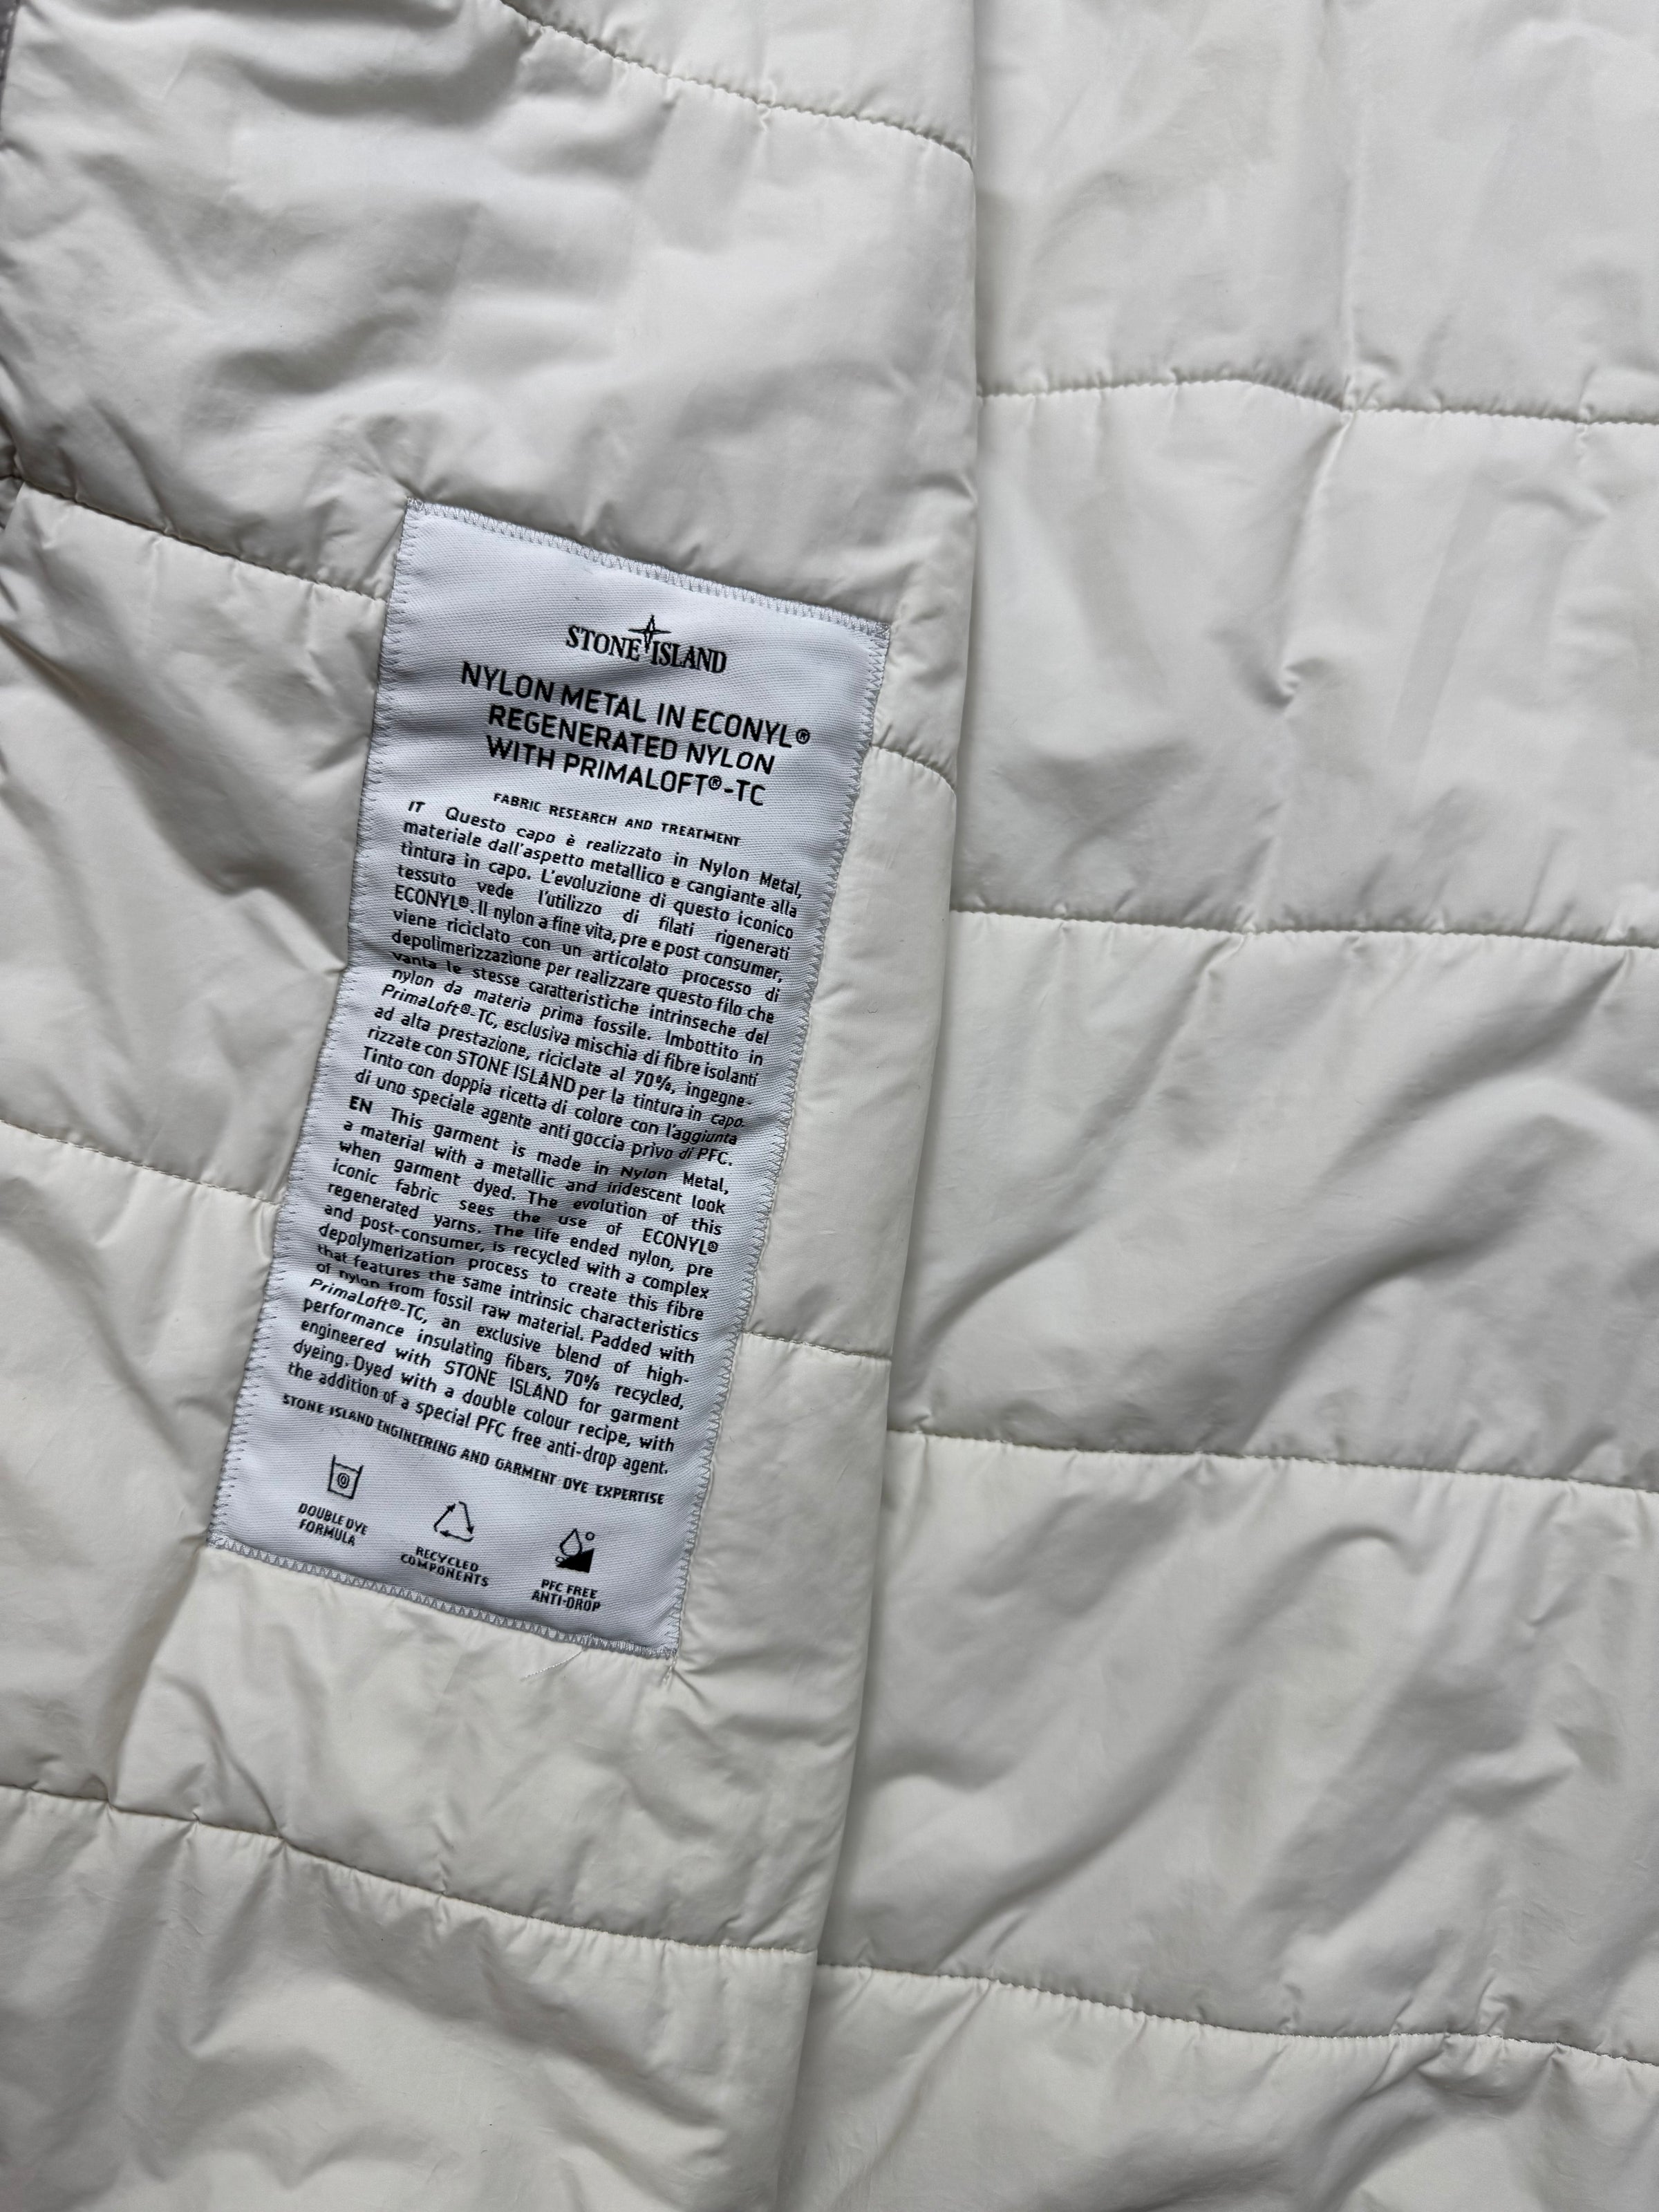 STONE ISLAND
NYLON METAL IN ECONYL®
REGENERATED NYLON
WITH PRIMALOFT®-TC
FABRIC RESEARCH AND TREATMENT
IT Questo capo è realizzato in Nylon Metal,
materiale dall'aspetto metallico e cangiante alla
tintura in capo. L'evoluzione di questo iconico
tessuto vede l'utilizzo di filati rigenerati
ECONYL®. Il nylon a fine vita, pre e post consumer,
viene riciclato con un articolato processo di
depolimerizzazione per realizzare questo filo che
vanta le stesse caratteristiche intrinseche del
nylon da materia prima fossile. Imbottito in
PrimaLoft®-TC, esclusiva mischia di fibre isolanti
ad alta prestazione, riciclate al 70%, ingegne-
rizzate con STONE ISLAND per la tintura in capo.
Tinto con doppia ricetta di colore con l'aggiunta
di uno speciale agente anti goccia privo di PFC.
EN This garment is made in Nylon Metal,
a material with a metallic and iridescent look
when garment dyed. The evolution of this
iconic fabric sees the use of ECONYL®
regenerated yarns. The life ended nylon, pre
and post-consumer, is recycled with a complex
depolymerization process to create this fibre
that features the same intrinsic characteristics
of nylon from fossil raw material. Padded with
PrimaLoft®-TC, an exclusive blend of high-
performance insulating fibers, 70% recycled,
engineered with STONE ISLAND for garment
dyeing. Dyed with a double colour recipe, with
the addition of a special PFC free anti-drop agent.
STONE ISLAND ENGINEERING AND GARMENT DYE EXPERTISE
DOUBLE DYE
FORMULA
RECYCLED
COMPONENTS
PFC FREE
ANTI-DROP